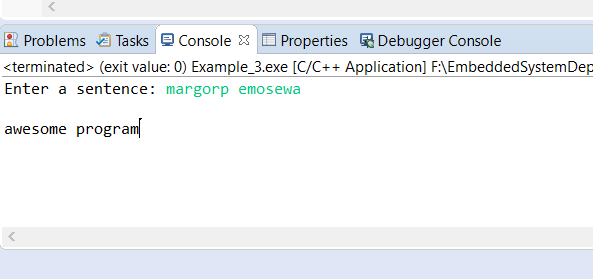 Problems Tasks Console Properties Debugger Console
<terminated> (exit value: 0) Example_3.exe [C/C++ Application] F:\EmbeddedSystemDep
Enter a sentence: margorp emosewa
awesome program